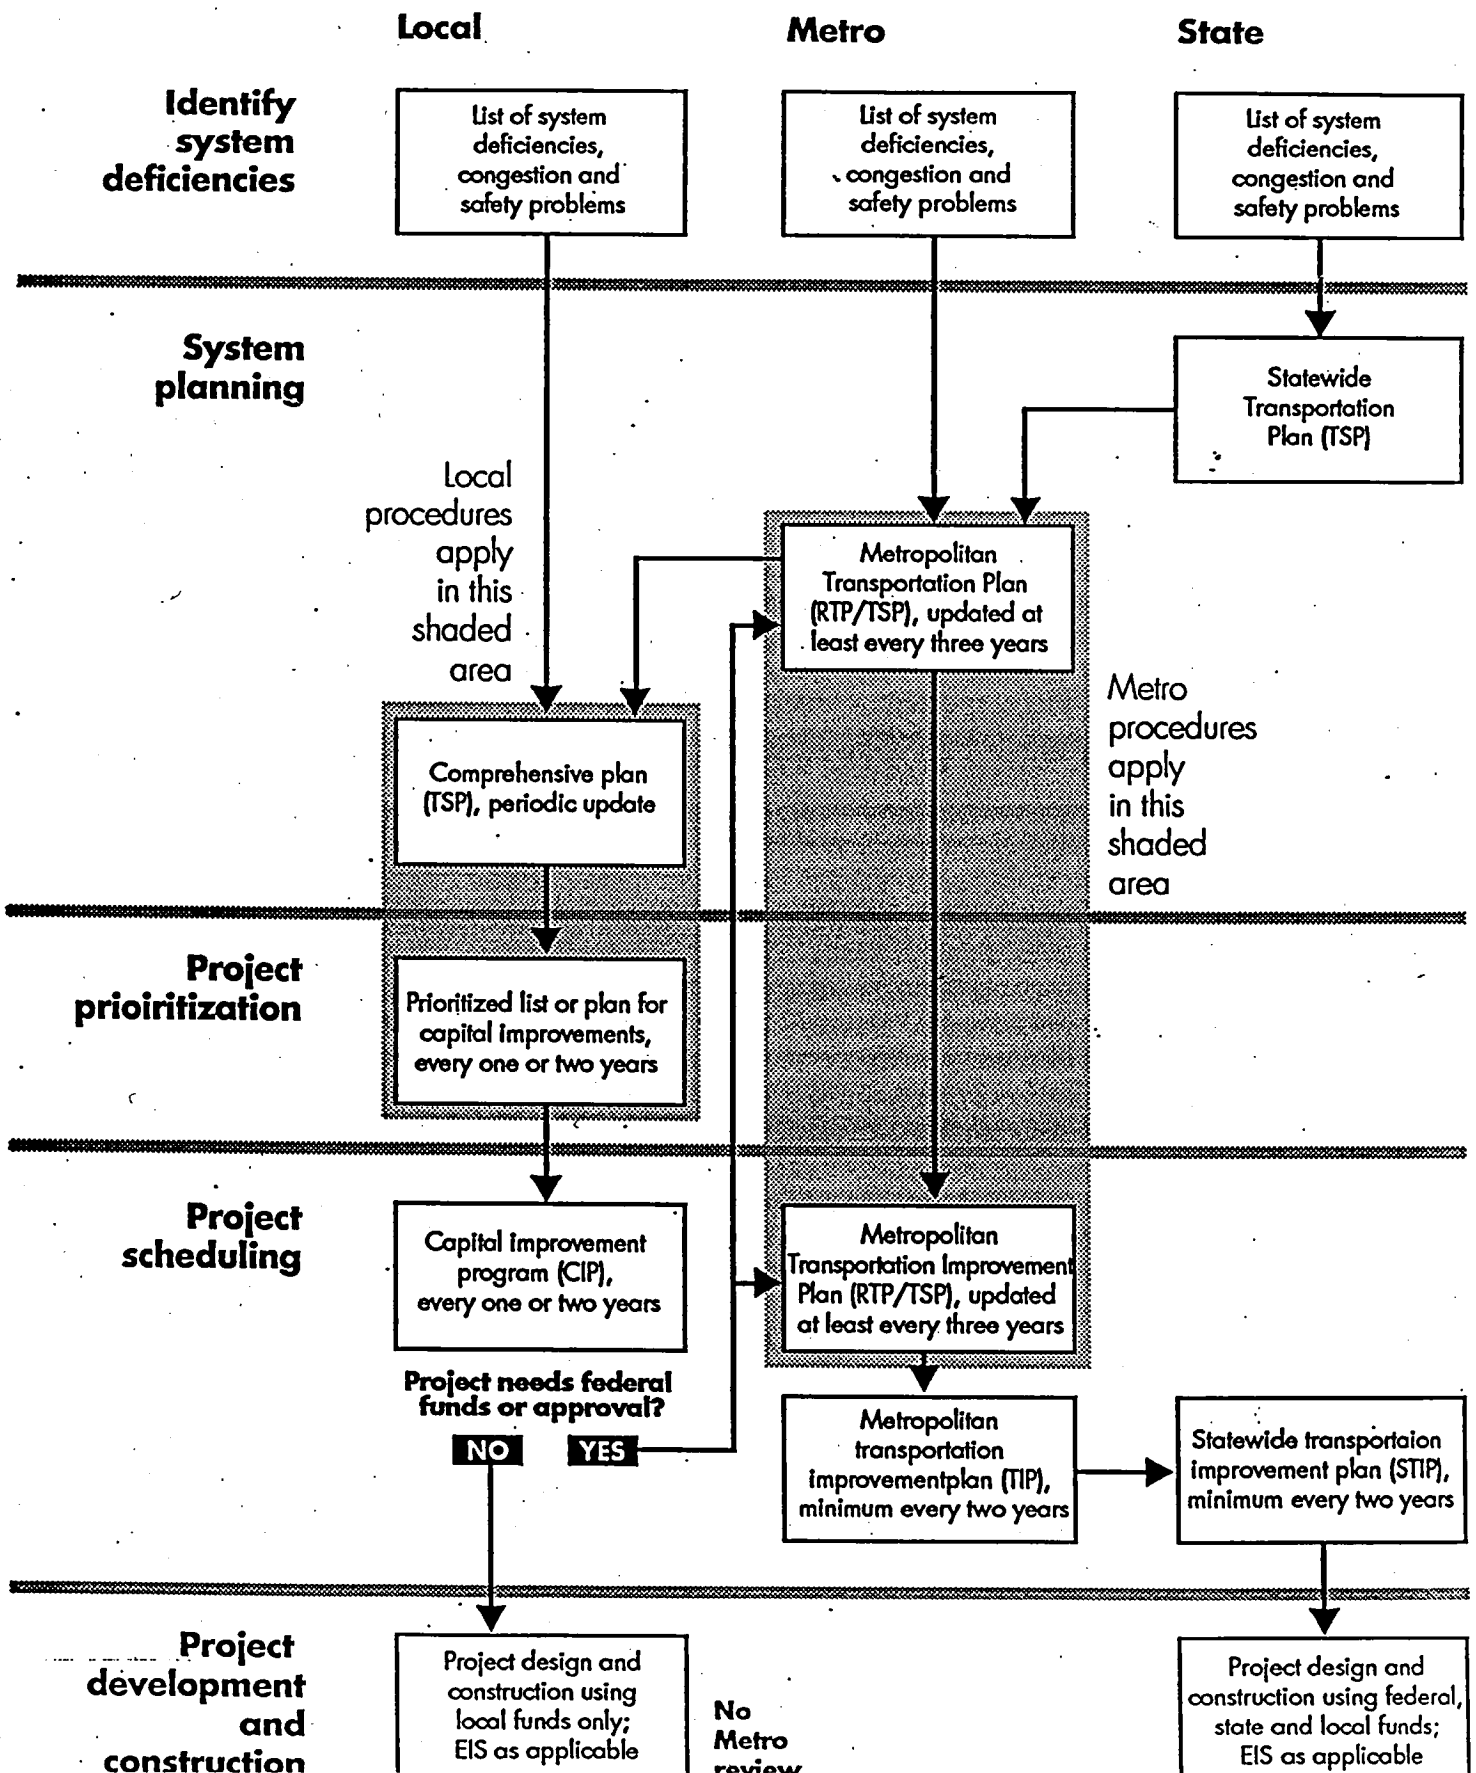 Local
Metro
State
Identify
system
deficiencies
List of system
deficiencies,
congestion and
safety problems
List of system
deficiencies,
congestion and
safety problems
List of system
deficiencies,
congestion and
safety problems
System
planning
Statewide
Transportation
Plan (TSP)
Local
procedures
apply
in this
shaded
area
Metropolitan
Transportation Plan
(RTP/TSP), updated at
least every three years
Metro
procedures
apply
in this
shaded
area
Comprehensive plan
(TSP), periodic update
Project
prioiritization
Prioritized list or plan for
capital improvements,
every one or two years
Project
scheduling
Capital improvement
program (CIP),
every one or two years
Metropolitan
Transportation Improvement
Plan (RTP/TSP), updated
at least every three years
Project needs federal
funds or approval?
NO YES
Metropolitan
transportation
improvementplan (TIP),
minimum every two years
Statewide transportaion
improvement plan (STIP),
minimum every two years
Project
development
and
construction
Project design and
construction using
local funds only;
EIS as applicable
No
Metro
review
Project design and
construction using federal,
state and local funds;
EIS as applicable